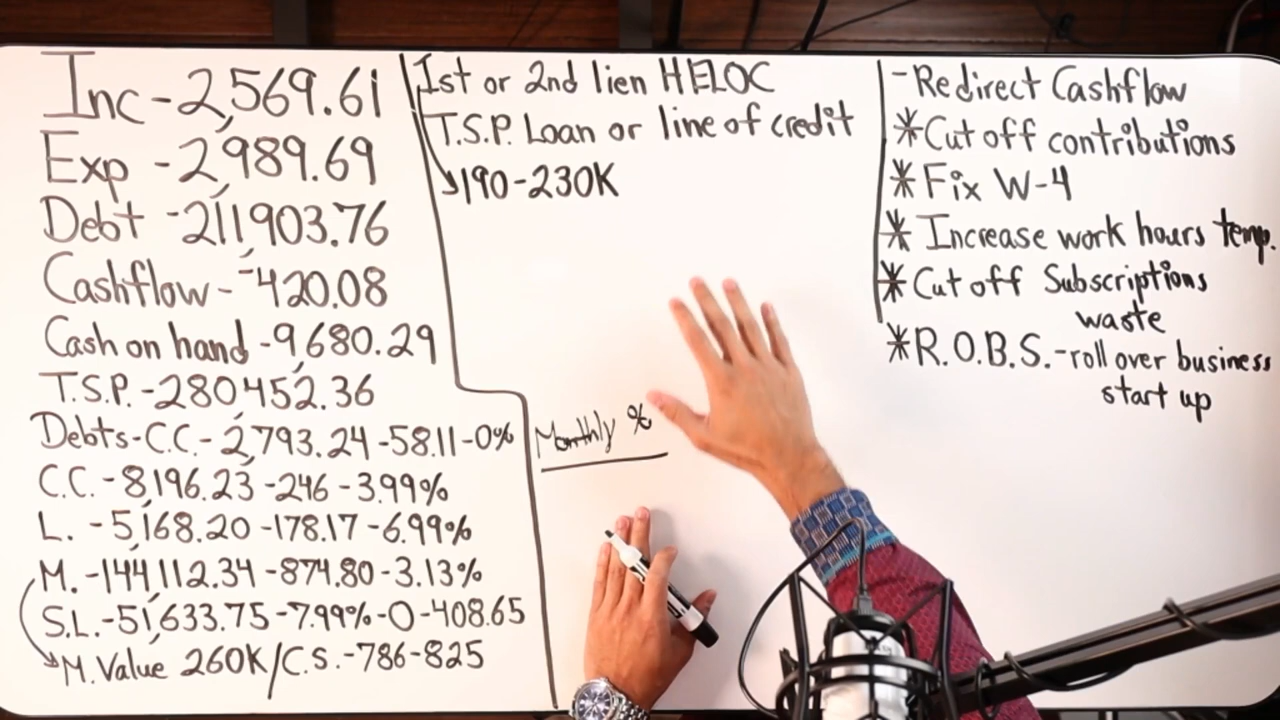 Inc-2,569.61
Exp -2,989.69
Debt -211,903.76
Cashflow- -420.08
Cash on hand -9,680.29
T.S.P. -280,452.36
Debts-C.C.- 2,793.24 -58.11-0%
C.C. -8,196.23 -246 -3.99%
L. -5,168.20 -178.17 -6.99%
M. -144,112.34 -874.80-3.13%
S.L.-51,633.75 -7.99%-0-408.65
M. Value 260K/C.S.-786-825
1st or 2nd lien HELOC
T.S.P. Loan or line of credit
190-230K
Monthly %
-Redirect Cashflow
*Cut off contributions
*Fix W-4
* Increase work hours temp.
*Cut off Subscriptions
waste
*R.O.B.S.-roll over business
start up